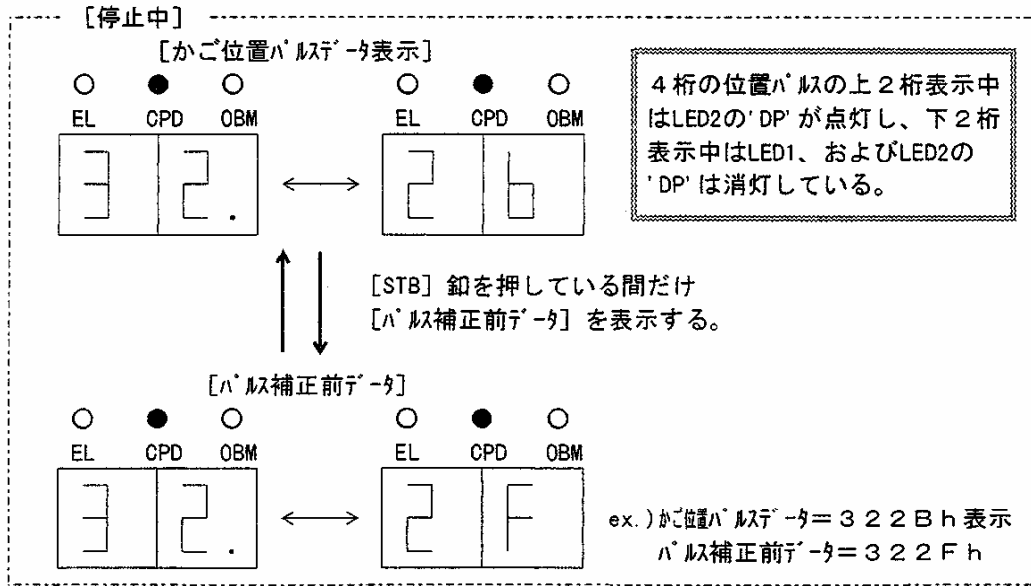 [停止中]
[かご位置ﾊﾟﾙｽﾃﾞｰﾀ表示]
EL CPD OBM
EL CPD OBM
3 2.
2 b
4桁の位置ﾊﾟﾙｽの上2桁表示中
はLED2の'DP'が点灯し、下2桁
表示中はLED1、およびLED2の
'DP'は消灯している。
[STB] 釦を押している間だけ
[ﾊﾟﾙｽ補正前ﾃﾞｰﾀ] を表示する。
[ﾊﾟﾙｽ補正前ﾃﾞｰﾀ]
EL CPD OBM
EL CPD OBM
3 2.
2 F
ex.)かご位置ﾊﾟﾙｽﾃﾞｰﾀ=322Bh表示
ﾊﾟﾙｽ補正前ﾃﾞｰﾀ=322Fh